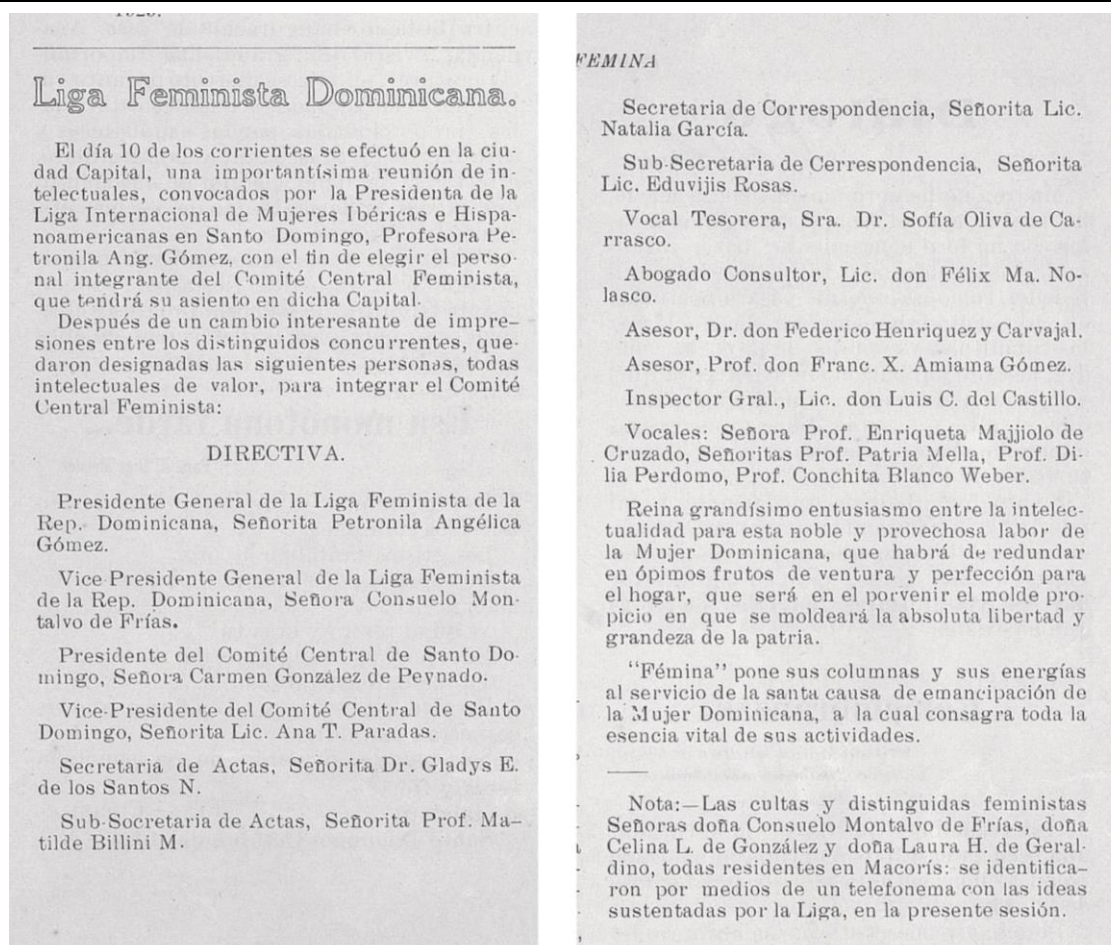 Liga Feminista Dominicana.
El día 10 de los corrientes se efectuó en la ciu-
dad Capital, una importantísima reunión de in-
telectuales, convocados por la Presidenta de la
Liga Internacional de Mujeres Ibéricas e Hispa-
noamericanas en Santo Domingo, Profesora Pe-
tronila Ang. Gómez, con el fin de elegir el perso-
nal integrante del Comité Central Feminista,
que tendrá su asiento en dicha Capital.
Después de un cambio interesante de impre-
siones entre los distinguidos concurrentes, que-
daron designadas las siguientes personas, todas
intelectuales de valor, para integrar el Comité
Central Feminista:
DIRECTIVA.
Presidente General de la Liga Feminista de la
Rep. Dominicana, Señorita Petronila Angélica
Gómez.
Vice-Presidente General de la Liga Feminista
de la Rep. Dominicana, Señora Consuelo Mon-
talvo de Frías.
Presidente del Comité Central de Santo Do-
mingo, Señora Carmen González de Peynado.
Vice-Presidente del Comité Central de Santo
Domingo, Señorita Lic. Ana T. Paradas.
Secretaria de Actas, Señorita Dr. Gladys E.
de los Santos N.
Sub-Socretaria de Actas, Señorita Prof. Ma-
tilde Billini M.
FEMINA
Secretaria de Correspondencia, Señorita Lic.
Natalia García.
Sub-Secretaria de Cerrespondencia, Señorita
Lic. Eduvijis Rosas.
Vocal Tesorera, Sra. Dr. Sofía Oliva de Ca-
rrasco.
Abogado Consultor, Lic. don Félix Ma. No-
lasco.
Asesor, Dr. don Federico Henriquez y Carvajal.
Asesor, Prof. don Franc. X. Amiama Gómez.
Inspector Gral., Lic. don Luis C. del Castillo.
Vocales: Señora Prof. Enriqueta Majjiolo de
Cruzado, Señoritas Prof. Patria Mella, Prof. Di-
lia Perdomo, Prof. Conchita Blanco Weber.
Reina grandísimo entusiasmo entre la intelec-
tualidad para esta noble y provechosa labor de
la Mujer Dominicana, que habrá de redundar
en ópimos frutos de ventura y perfección para
el hogar, que será en el porvenir el molde pro-
picio en que se moldeará la absoluta libertad y
grandeza de la patria.
"Fémina" pone sus columnas y sus energías
al servicio de la santa causa de emancipación de
la Mujer Dominicana, a la cual consagra toda la
esencia vital de sus actividades.
Nota:—Las cultas y distinguidas feministas
Señoras doña Consuelo Montalvo de Frías, doña
Celina L. de González y doña Laura H. de Geral-
dino, todas residentes en Macorís: se identifica-
ron por medios de un telefonema con las ideas
sustentadas por la Liga, en la presente sesión.